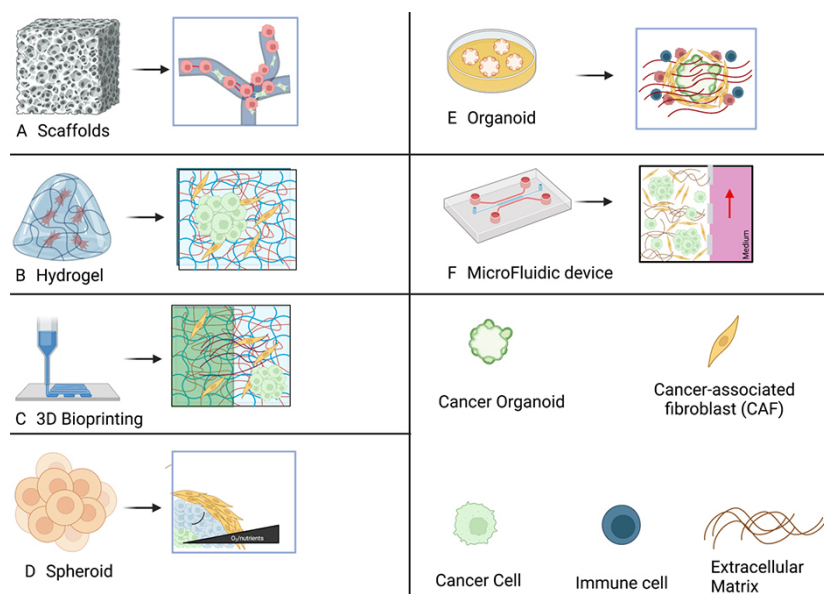 A Scaffolds
B Hydrogel
C 3D Bioprinting
D Spheroid
O₂/nutrients
E Organoid
F MicroFluidic device
Medium
Cancer Organoid
Cancer-associated
fibroblast (CAF)
Cancer Cell
Immune cell
Extracellular
Matrix